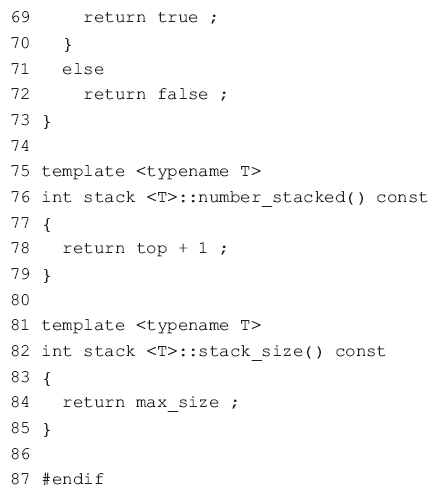 69     return true ;
70   }
71   else
72     return false ;
73 }
74
75 template <typename T>
76 int stack <T>::number_stacked() const
77 {
78   return top + 1 ;
79 }
80
81 template <typename T>
82 int stack <T>::stack_size() const
83 {
84   return max_size ;
85 }
86
87 #endif